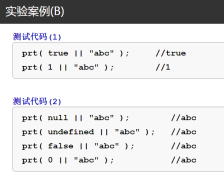 实验案例(B)
测试代码(1)
prt( true || "abc" );      //true
prt( 1 || "abc" );         //1
测试代码(2)
prt( null || "abc" );         //abc
prt( undefined || "abc" );   //abc
prt( false || "abc" );        //abc
prt( 0 || "abc" );            //abc